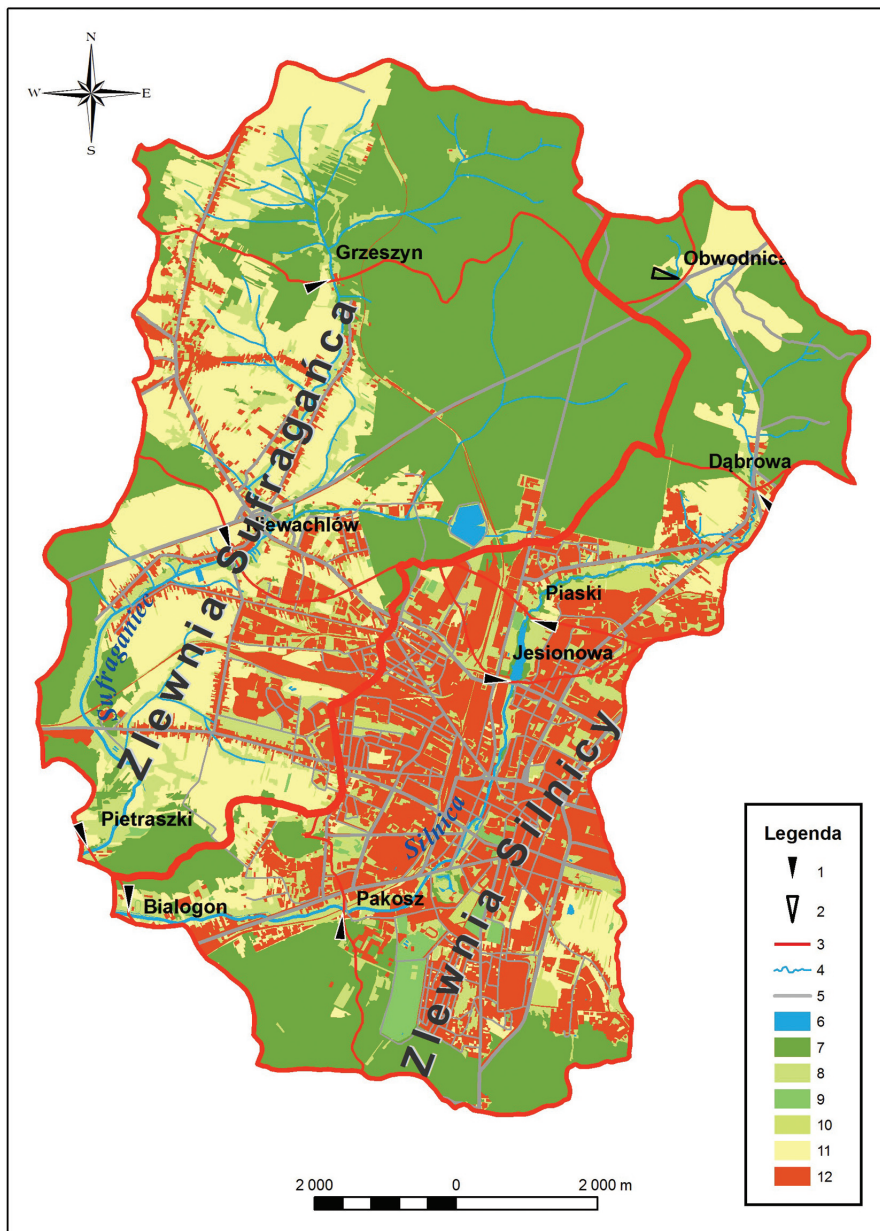 N
W
E
S
Grzeszyn
Obwodnica
Dąbrowa
Niewachlów
Piaski
Jesionowa
Sufraganiec
Zlewnia Sufragańca
Silnica
Zlewnia Silnicy
Pietraszki
Bialogon
Pakosz
Legenda
1
2
3
4
5
6
7
8
9
10
11
12
2 000
0
2 000 m